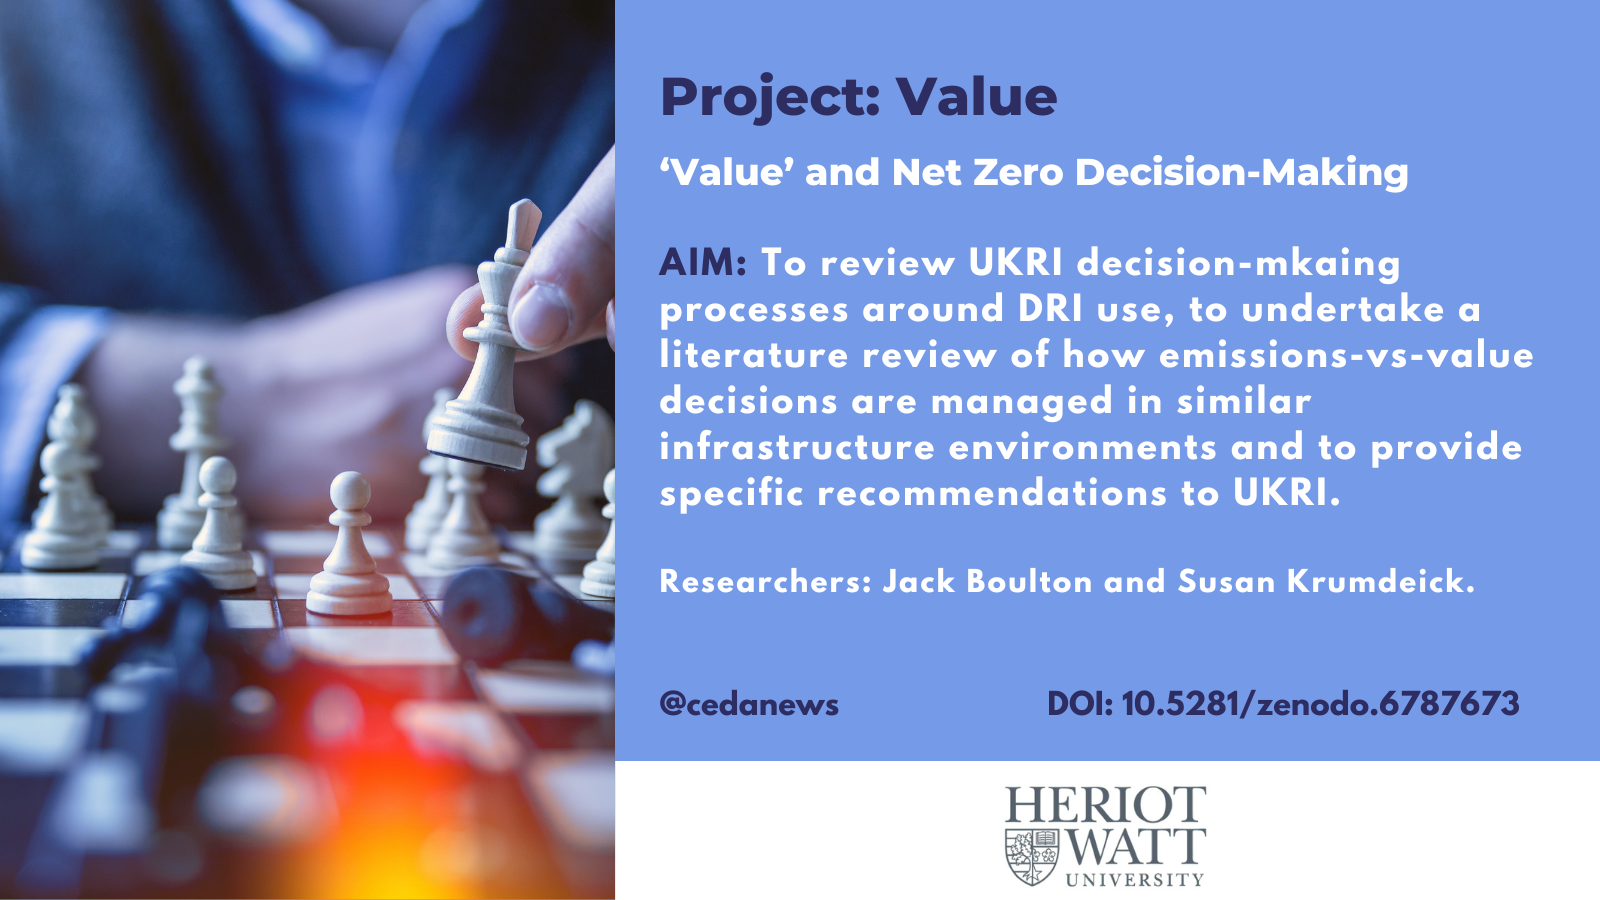 Project: Value
‘Value’ and Net Zero Decision-Making
AIM: To review UKRI decision-mkaing
processes around DRI use, to undertake a
literature review of how emissions-vs-value
decisions are managed in similar
infrastructure environments and to provide
specific recommendations to UKRI.
Researchers: Jack Boulton and Susan Krumdeick.
@cedanews
DOI: 10.5281/zenodo.6787673
HERIOT
WATT
UNIVERSITY